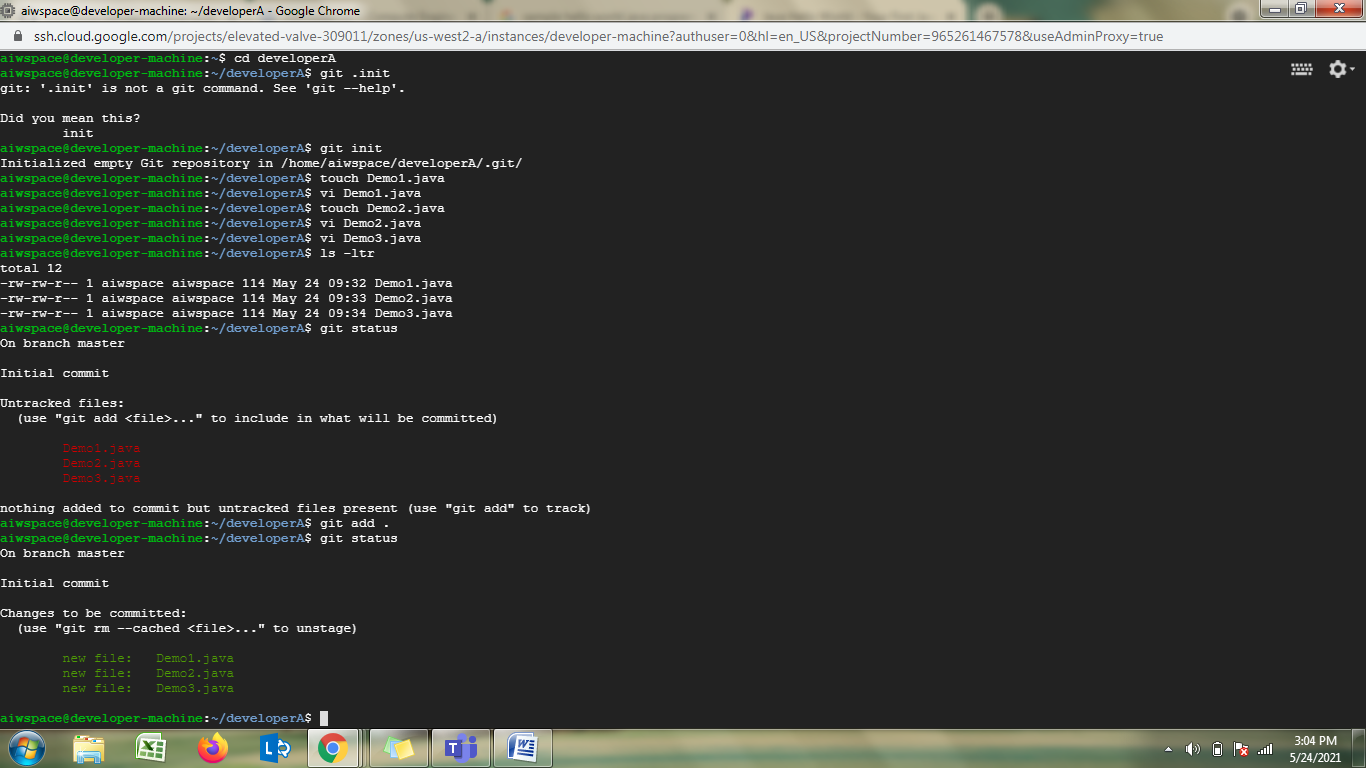 aiwspace@developer-machine: ~/developerA - Google Chrome
ssh.cloud.google.com/projects/elevated-valve-309011/zones/us-west2-a/instances/developer-machine?authuser=0&hl=en_US&projectNumber=965261467578&useAdminProxy=true
aiwspace@developer-machine:~$ cd developerA
aiwspace@developer-machine:~/developerA$ git .init
git: '.init' is not a git command. See 'git --help'.
Did you mean this?
init
aiwspace@developer-machine:~/developerA$ git init
Initialized empty Git repository in /home/aiwspace/developerA/.git/
aiwspace@developer-machine:~/developerA$ touch Demo1.java
aiwspace@developer-machine:~/developerA$ vi Demo1.java
aiwspace@developer-machine:~/developerA$ touch Demo2.java
aiwspace@developer-machine:~/developerA$ vi Demo2.java
aiwspace@developer-machine:~/developerA$ vi Demo3.java
aiwspace@developer-machine:~/developerA$ ls -ltr
total 12
-rw-rw-r-- 1 aiwspace aiwspace 114 May 24 09:32 Demo1.java
-rw-rw-r-- 1 aiwspace aiwspace 114 May 24 09:33 Demo2.java
-rw-rw-r-- 1 aiwspace aiwspace 114 May 24 09:34 Demo3.java
aiwspace@developer-machine:~/developerA$ git status
On branch master
Initial commit
Untracked files:
(use "git add <file>..." to include in what will be committed)
Demo1.java
Demo2.java
Demo3.java
nothing added to commit but untracked files present (use "git add" to track)
aiwspace@developer-machine:~/developerA$ git add .
aiwspace@developer-machine:~/developerA$ git status
On branch master
Initial commit
Changes to be committed:
(use "git rm --cached <file>..." to unstage)
new file: Demo1.java
new file: Demo2.java
new file: Demo3.java
aiwspace@developer-machine:~/developerA$
3:04 PM
5/24/2021